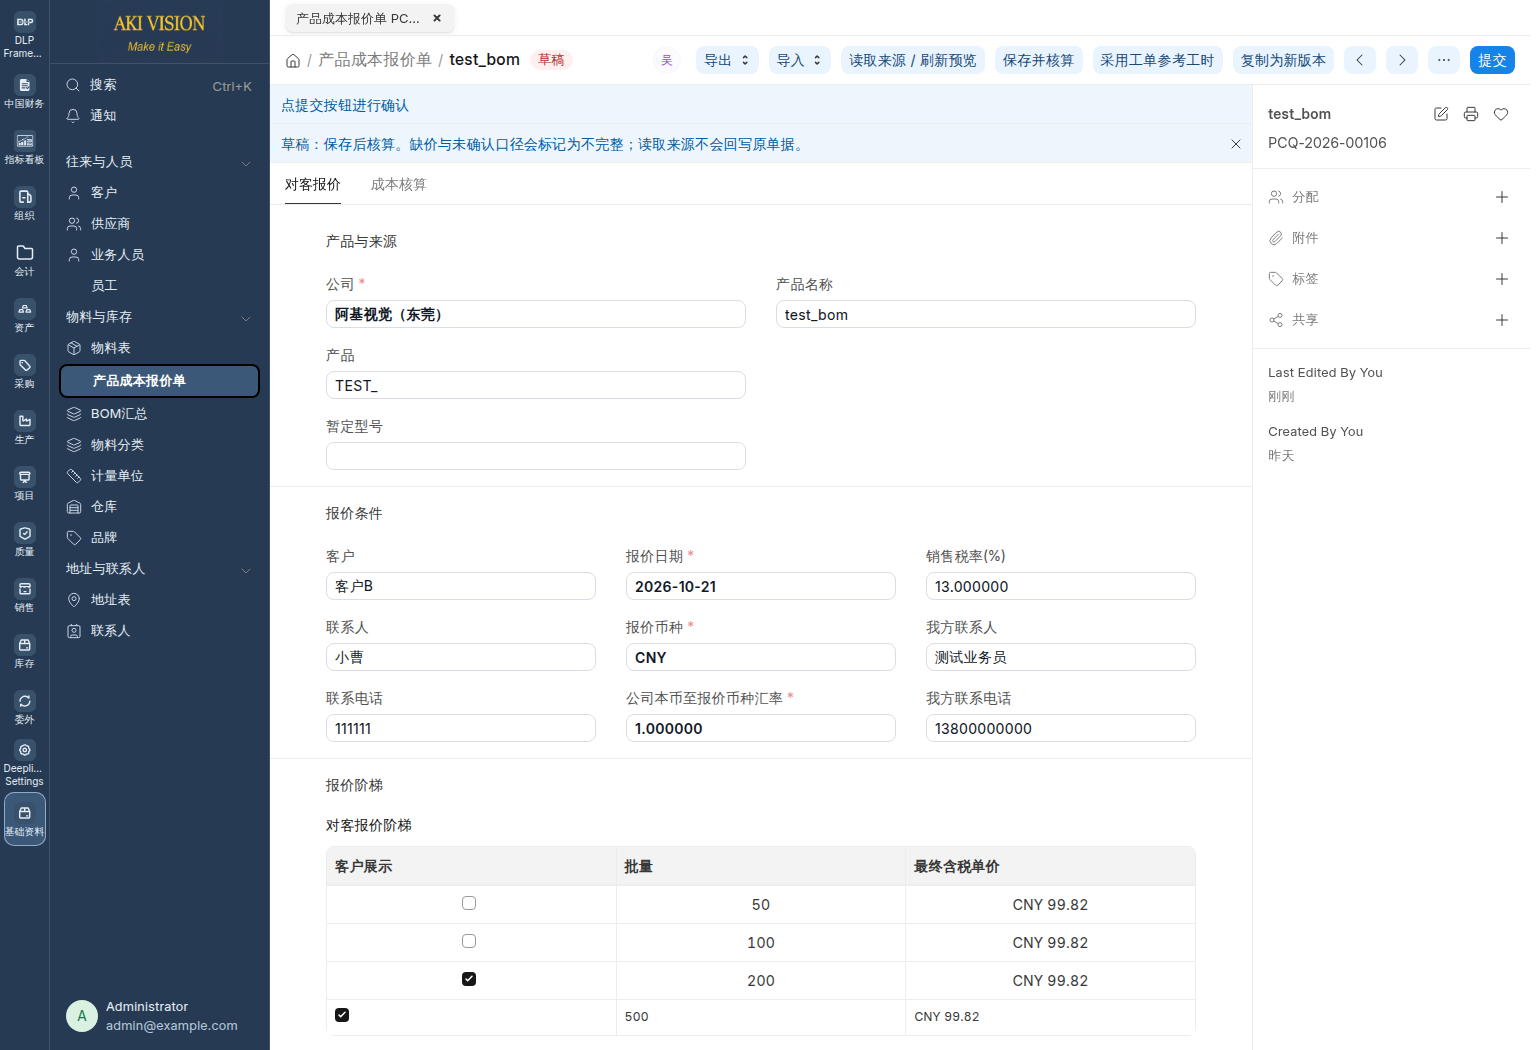 DLP
DLP
Frame...
中国财务
指标看板
组织
会计
资产
采购
生产
项目
质量
销售
库存
委外
Deepli...
Settings
基础资料
AKI VISION
Make it Easy
搜索 Ctrl+K
通知
往来与人员
客户
供应商
业务人员
员工
物料与库存
物料表
产品成本报价单
BOM汇总
物料分类
计量单位
仓库
品牌
地址与联系人
地址表
联系人
A
Administrator
admin@example.com
产品成本报价单 PC... ×
/ 产品成本报价单 / test_bom 草稿
吴 导出 导入 读取来源 / 刷新预览 保存并核算 采用工单参考工时 复制为新版本 ··· 提交
点提交按钮进行确认
草稿：保存后核算。缺价与未确认口径会标记为不完整；读取来源不会回写原单据。
对客报价 成本核算
产品与来源
公司 * 产品名称
阿基视觉（东莞） test_bom
产品
TEST_
暂定型号
报价条件
客户 报价日期 * 销售税率(%)
客户B 2026-10-21 13.000000
联系人 报价币种 * 我方联系人
小曹 CNY 测试业务员
联系电话 公司本币至报价币种汇率 * 我方联系电话
111111 1.000000 13800000000
报价阶梯
对客报价阶梯
客户展示 批量 最终含税单价
50 CNY 99.82
100 CNY 99.82
200 CNY 99.82
500 CNY 99.82
test_bom
PCQ-2026-00106
分配
附件
标签
共享
Last Edited By You
刚刚
Created By You
昨天